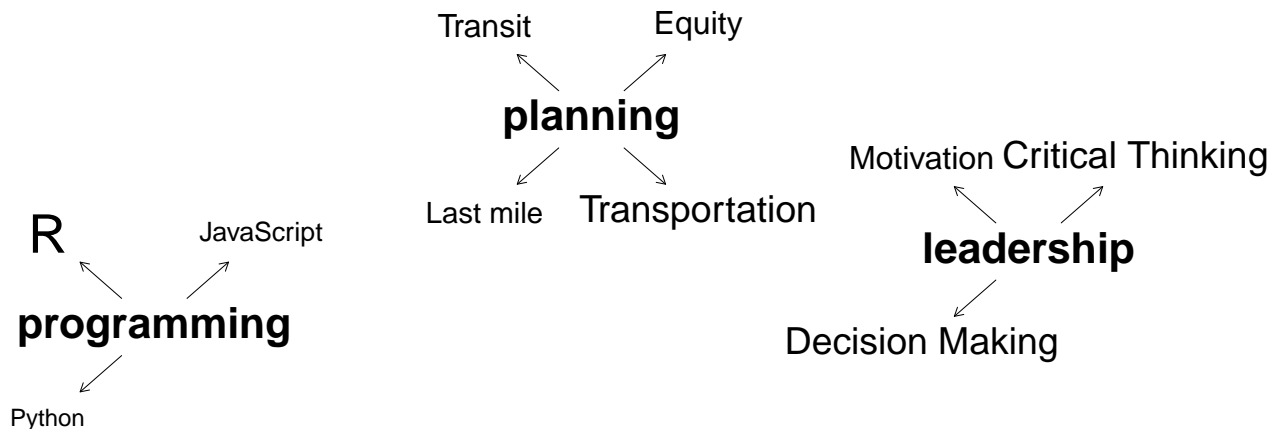 Transit
Equity
planning
Last mile
Transportation
Motivation
Critical Thinking
leadership
Decision Making
R
JavaScript
programming
Python